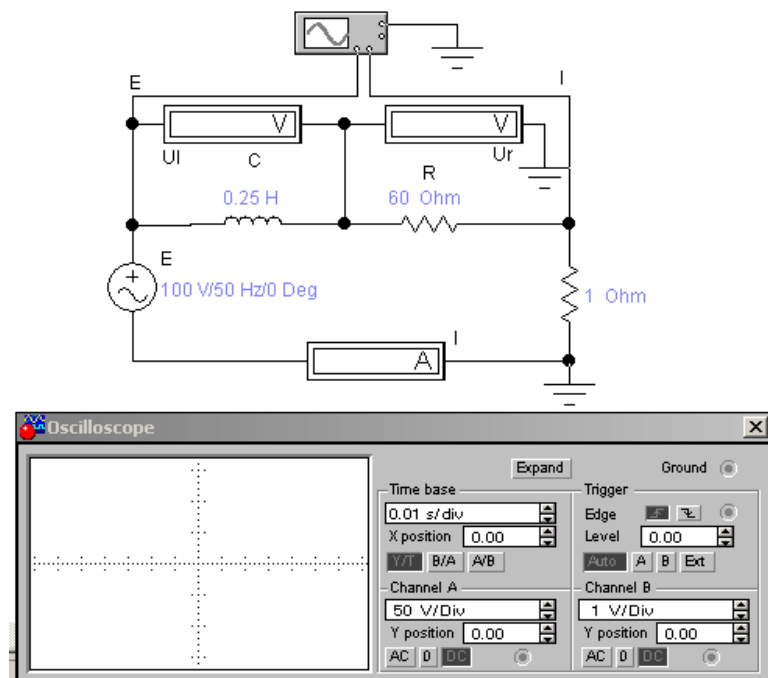 E
I
V
V
Ul
C
Ur
R
0.25 H
60 Ohm
E
100 V/50 Hz/0 Deg
1 Ohm
I
A
Oscilloscope
Expand
Ground
Time base
Trigger
0.01 s/div
Edge
X position 0.00
Level 0.00
Y/T B/A A/B
Auto A B Ext
Channel A
Channel B
50 V/Div
1 V/Div
Y position 0.00
Y position 0.00
AC 0 DC
AC 0 DC